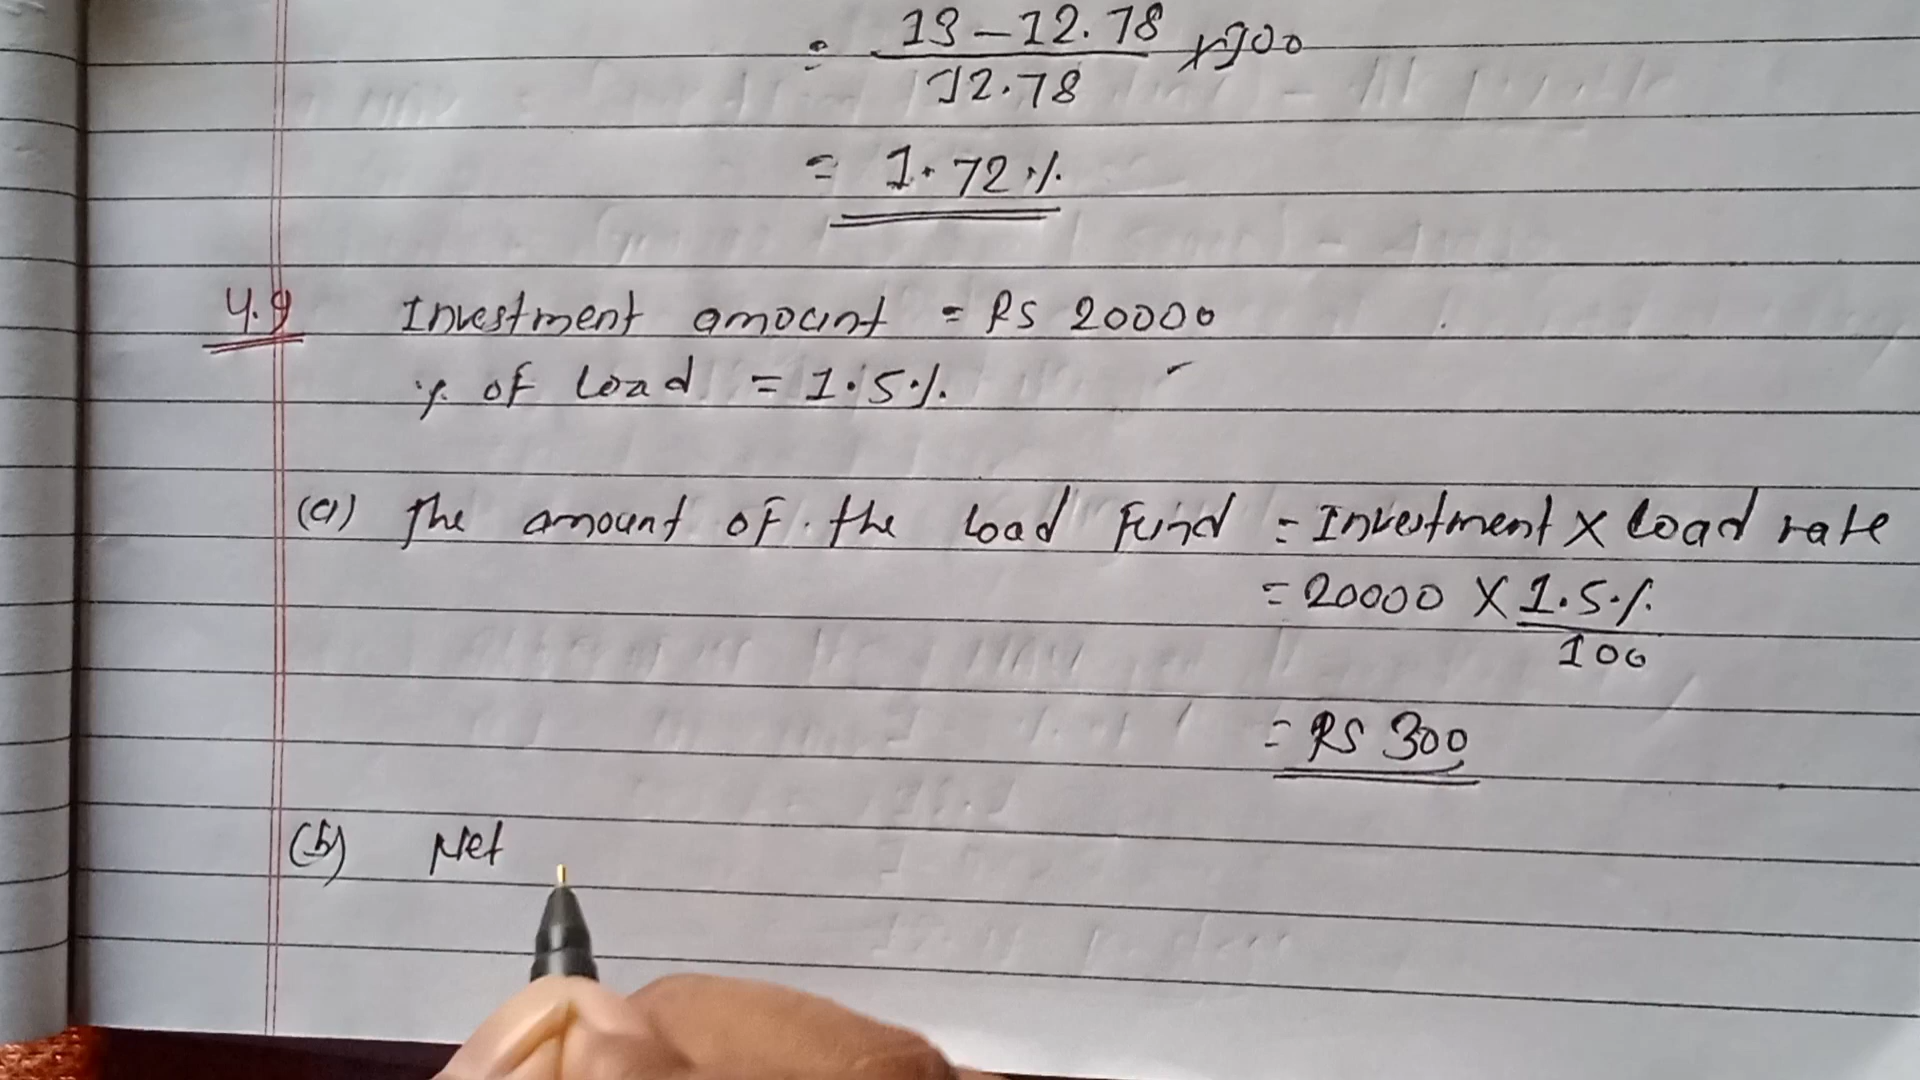 = 13 - 12.78 / 12.78 × 100
= 1.72 %
4.9 Investment amount = RS 20000
% of Load = 1.5 %
(a) The amount of the Load Fund = Investment × Load rate
= 20000 × 1.5 % / 100
= RS 300
(b) Net